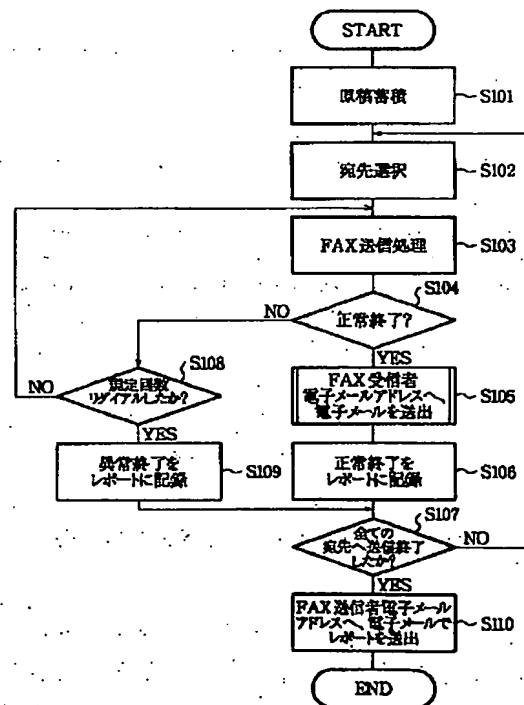 START
原稿蓄積
S101
宛先選択
S102
FAX送信処理
S103
S104
正常終了?
NO
YES
S108
規定回数
リダイアルしたか?
NO
YES
FAX受信者
電子メールアドレスへ、
電子メールを送出
S105
異常終了を
レポートに記録
S109
正常終了を
レポートに記録
S106
S107
全ての
宛先へ送信終了
したか?
NO
YES
FAX送信者電子メール
アドレスへ、電子メールで
レポートを送出
S110
END